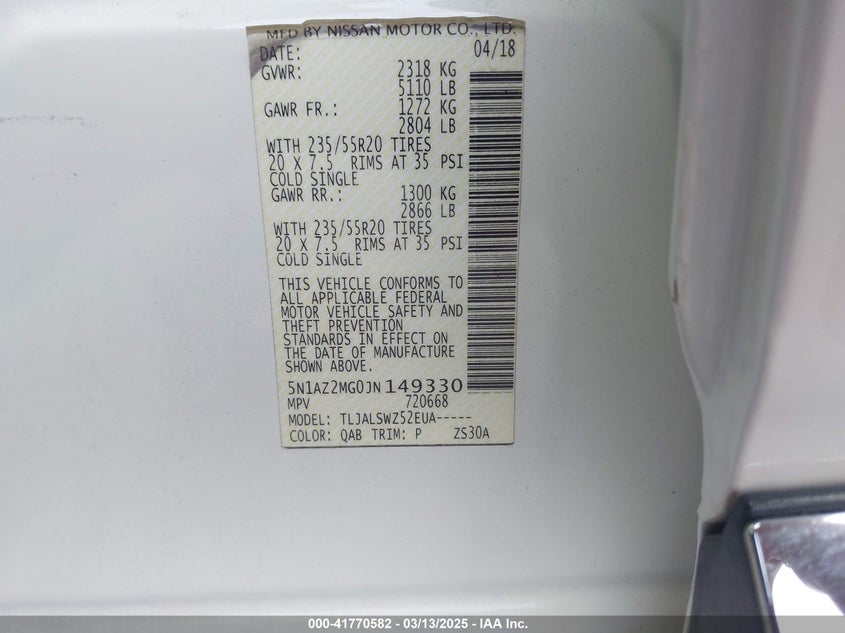 MFD BY NISSAN MOTOR CO., LTD.
DATE: 04/18
GVWR: 2318 KG
5110 LB
GAWR FR.: 1272 KG
2804 LB
WITH 235/55R20 TIRES
20 X 7.5 RIMS AT 35 PSI
COLD SINGLE
GAWR RR.: 1300 KG
2866 LB
WITH 235/55R20 TIRES
20 X 7.5 RIMS AT 35 PSI
COLD SINGLE
THIS VEHICLE CONFORMS TO
ALL APPLICABLE FEDERAL
MOTOR VEHICLE SAFETY AND
THEFT PREVENTION
STANDARDS IN EFFECT ON
THE DATE OF MANUFACTURE
SHOWN ABOVE.
5N1AZ2MG0JN149330
MPV 720668
MODEL: TLJALSWZ52EUA-----
COLOR: QAB TRIM: P ZS30A
000-41770582 — 03/13/2025 — IAA Inc.